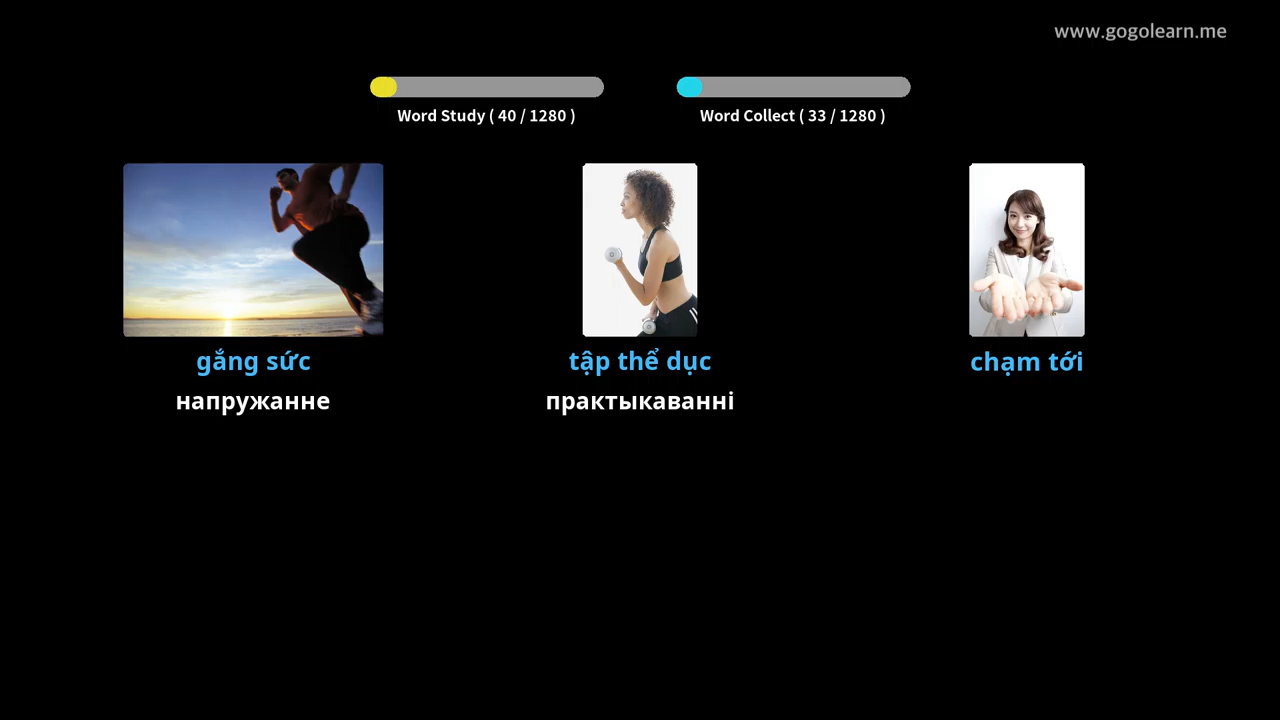 www.gogolearn.me
Word Study ( 40 / 1280 )
Word Collect ( 33 / 1280 )
gắng sức
tập thể dục
chạm tới
напружанне
практыкаванні